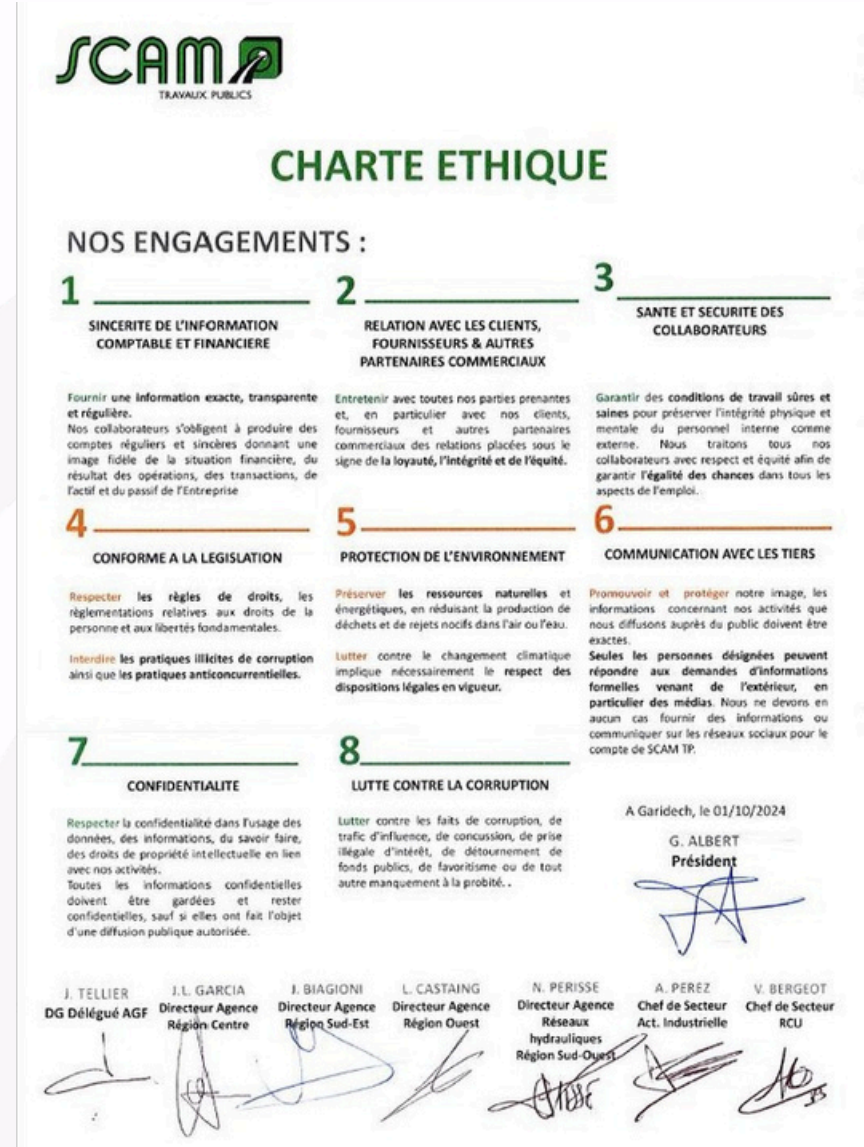 SCAM TP
TRAVAUX PUBLICS
CHARTE ETHIQUE
NOS ENGAGEMENTS :
1
SINCERITE DE L'INFORMATION
COMPTABLE ET FINANCIERE
Fournir une information exacte, transparente
et régulière.
Nos collaborateurs s'obligent à produire des
comptes réguliers et sincères donnant une
image fidèle de la situation financière, du
résultat des opérations, des transactions, de
l'actif et du passif de l'Entreprise
2
RELATION AVEC LES CLIENTS,
FOURNISSEURS & AUTRES
PARTENAIRES COMMERCIAUX
Entretenir avec toutes nos parties prenantes
et, en particulier avec nos clients,
fournisseurs et autres partenaires
commerciaux des relations placées sous le
signe de la loyauté, l'intégrité et de l'équité.
3
SANTE ET SECURITE DES
COLLABORATEURS
Garantir des conditions de travail sûres et
saines pour préserver l'intégrité physique et
mentale du personnel interne comme
externe. Nous traitons tous nos
collaborateurs avec respect et équité afin de
garantir l'égalité des chances dans tous les
aspects de l'emploi.
4
CONFORME A LA LEGISLATION
Respecter les règles de droits, les
règlementations relatives aux droits de la
personne et aux libertés fondamentales.
Interdire les pratiques illicites de corruption
ainsi que les pratiques anticoncurrentielles.
5
PROTECTION DE L'ENVIRONNEMENT
Préserver les ressources naturelles et
énergétiques, en réduisant la production de
déchets et de rejets nocifs dans l'air ou l'eau.
Lutter contre le changement climatique
implique nécessairement le respect des
dispositions légales en vigueur.
6
COMMUNICATION AVEC LES TIERS
Promouvoir et protéger notre image, les
informations concernant nos activités que
nous diffusons auprès du public doivent être
exactes.
Seules les personnes désignées peuvent
répondre aux demandes d'informations
formelles venant de l'extérieur, en
particulier des médias. Nous ne devons en
aucun cas fournir des informations ou
communiquer sur les réseaux sociaux pour le
compte de SCAM TP.
7
CONFIDENTIALITE
Respecter la confidentialité dans l'usage des
données, des informations, du savoir faire,
des droits de propriété intellectuelle en lien
avec nos activités.
Toutes les informations confidentielles
doivent être gardées et rester
confidentielles, sauf si elles ont fait l'objet
d'une diffusion publique autorisée.
8
LUTTE CONTRE LA CORRUPTION
Lutter contre les faits de corruption, de
trafic d'influence, de concussion, de prise
illégale d'intérêt, de détournement de
fonds publics, de favoritisme ou de tout
autre manquement à la probité. .
A Garidech, le 01/10/2024
G. ALBERT
Président
J. TELLIER
DG Délégué AGF
J.L. GARCIA
Directeur Agence
Région Centre
J. BIAGIONI
Directeur Agence
Région Sud-Est
L. CASTAING
Directeur Agence
Région Ouest
N. PERISSE
Directeur Agence
Réseaux
hydrauliques
Région Sud-Ouest
A. PEREZ
Chef de Secteur
Act. Industrielle
V. BERGEOT
Chef de Secteur
RCU